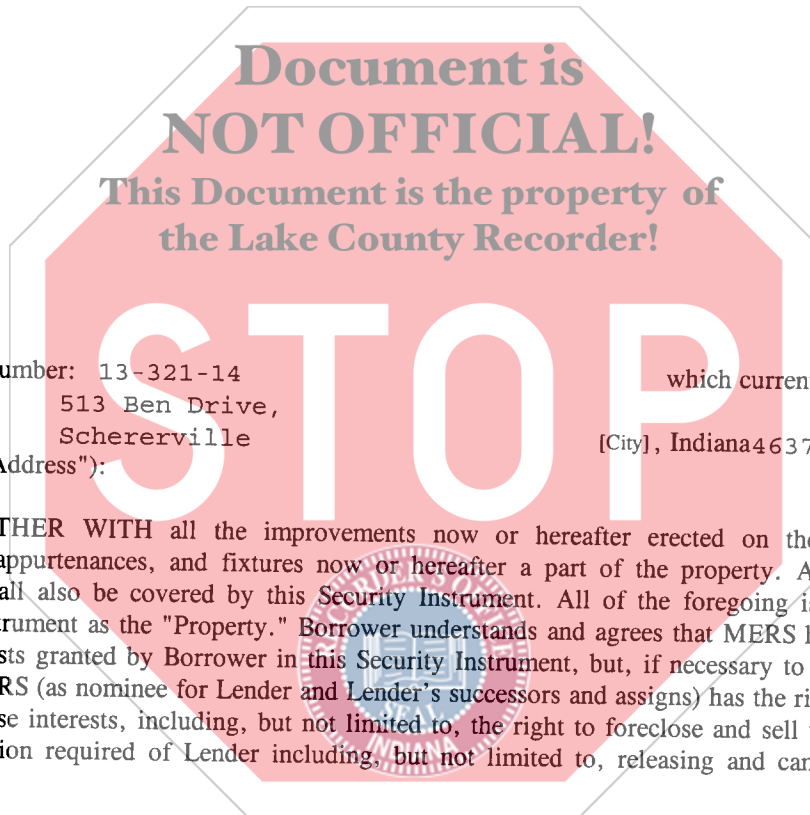 Document is
NOT OFFICIAL!
This Document is the property of
the Lake County Recorder!
STOP
umber: 13-321-14 which current
513 Ben Drive,
Schererville [City], Indiana 4637
Address"):
THER WITH all the improvements now or hereafter erected on the
appurtenances, and fixtures now or hereafter a part of the property. A
all also be covered by this Security Instrument. All of the foregoing is
trument as the "Property." Borrower understands and agrees that MERS h
sts granted by Borrower in this Security Instrument, but, if necessary to
RS (as nominee for Lender and Lender's successors and assigns) has the ri
se interests, including, but not limited to, the right to foreclose and sell
ion required of Lender including, but not limited to, releasing and can
RECORDER'S OFFICE
SEAL
INDIANA